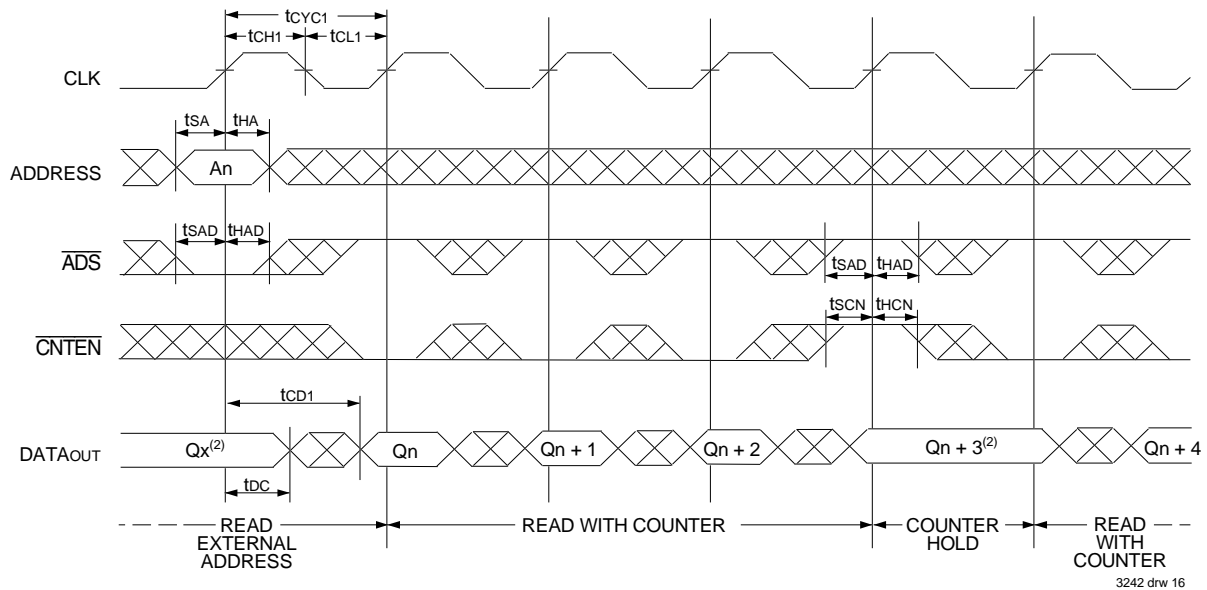 tCYC1
tCH1 tCL1
CLK
tSA tHA
ADDRESS An
tSAD tHAD
ADS
tSAD tHAD
tSCN tHCN
CNTEN
tCD1
DATAOUT Qx(2) Qn Qn + 1 Qn + 2 Qn + 3(2) Qn + 4
tDC
READ EXTERNAL ADDRESS
READ WITH COUNTER
COUNTER HOLD
READ WITH COUNTER
3242 drw 16